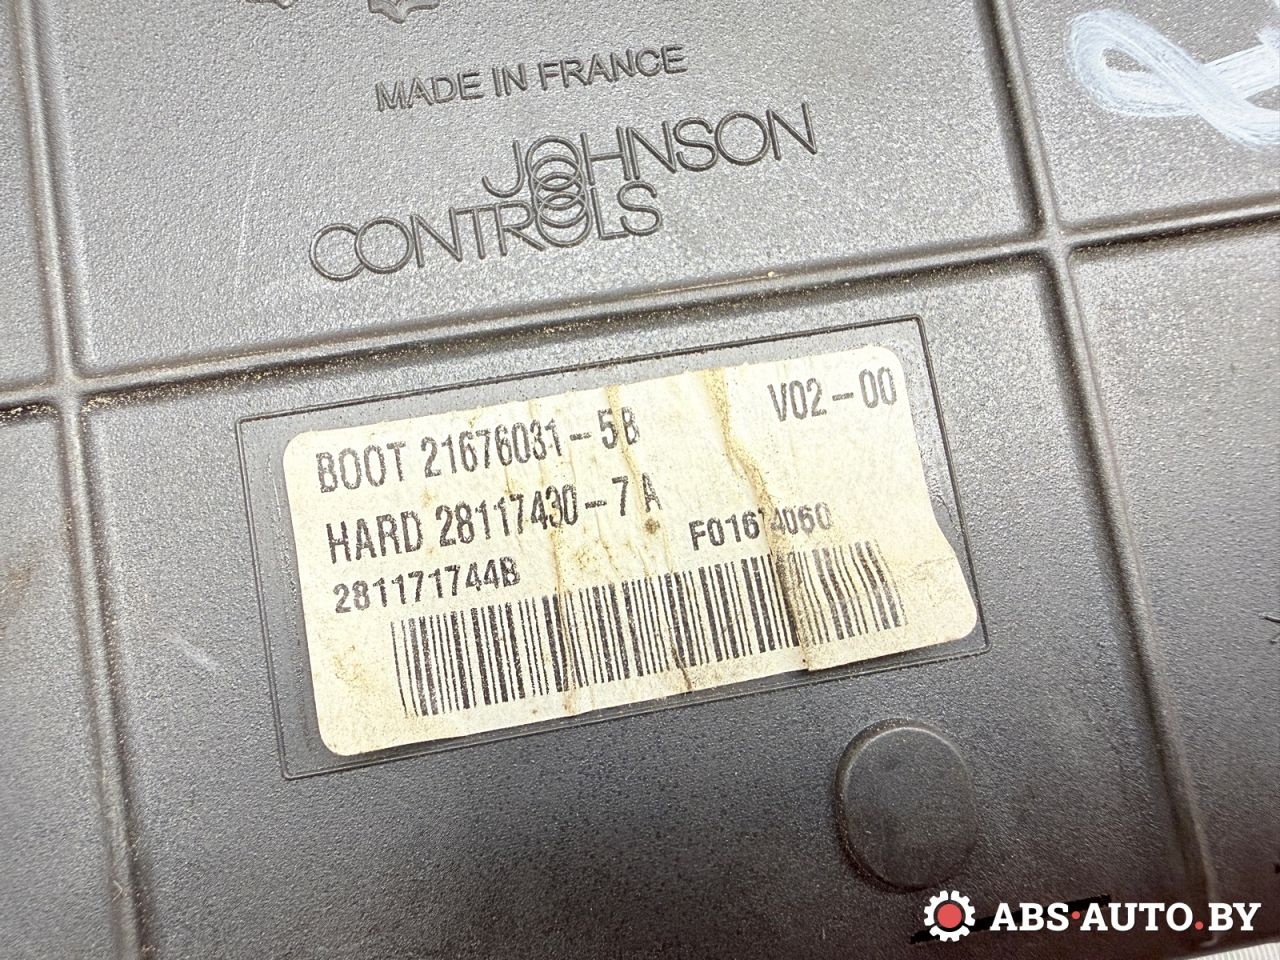 MADE IN FRANCE
JOHNSON
CONTROLS
BOOT 21676031-5B
V02-00
HARD 28117430-7A
281171744B
ABS-AUTO.BY